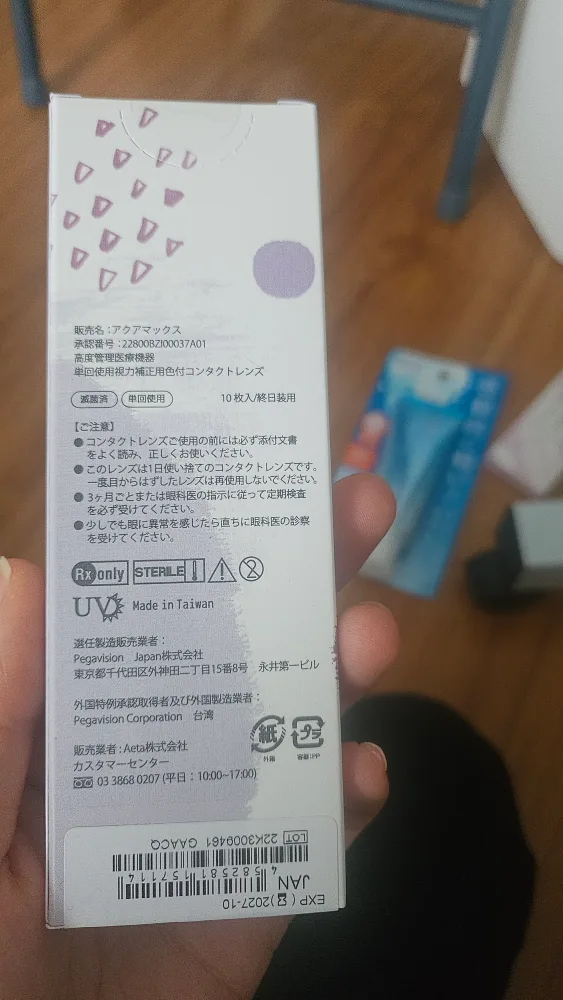 販売名：アクアマックス
承認番号：22800BZI00037A01
高度管理医療機器
単回使用視力補正用色付コンタクトレンズ
滅菌済 単回使用 10枚入/終日装用
【ご注意】
● コンタクトレンズご使用の前には必ず添付文書
をよく読み、正しくお使いください。
● このレンズは1日使い捨てのコンタクトレンズです。
一度目からはずしたレンズは再使用しないでください。
● 3ヶ月ごとまたは眼科医の指示に従って定期検査
を必ず受けてください。
● 少しでも眼に異常を感じたら直ちに眼科医の診察
を受けてください。
Rx only STERILE 2
UV Made in Taiwan
選任製造販売業者：
Pegavision Japan株式会社
東京都千代田区外神田二丁目15番8号 永井第一ビル
外国特例承認取得者及び外国製造業者：
Pegavision Corporation 台湾
紙 プラ
外箱 容器:PP
販売業者：Aeta株式会社
カスタマーセンター
03 3868 0207 (平日：10:00~17:00)
EXP ( )2027-10
JAN
4 582581 157114
LOT 22K3009461 GAACQ